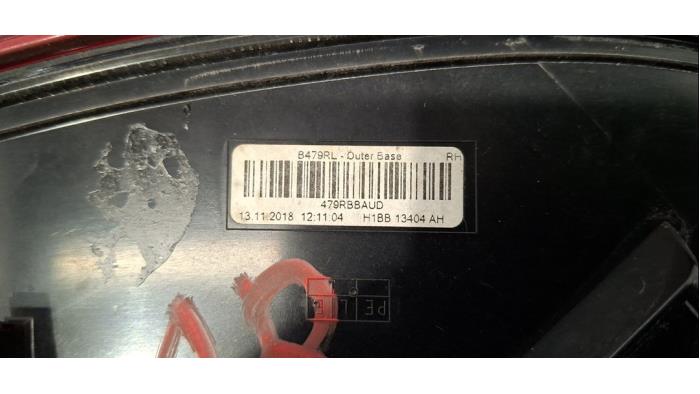 B479RL - Outer Base RH
479RBBAUD
13.11.2018 12:11:04 H1BB 13404 AH